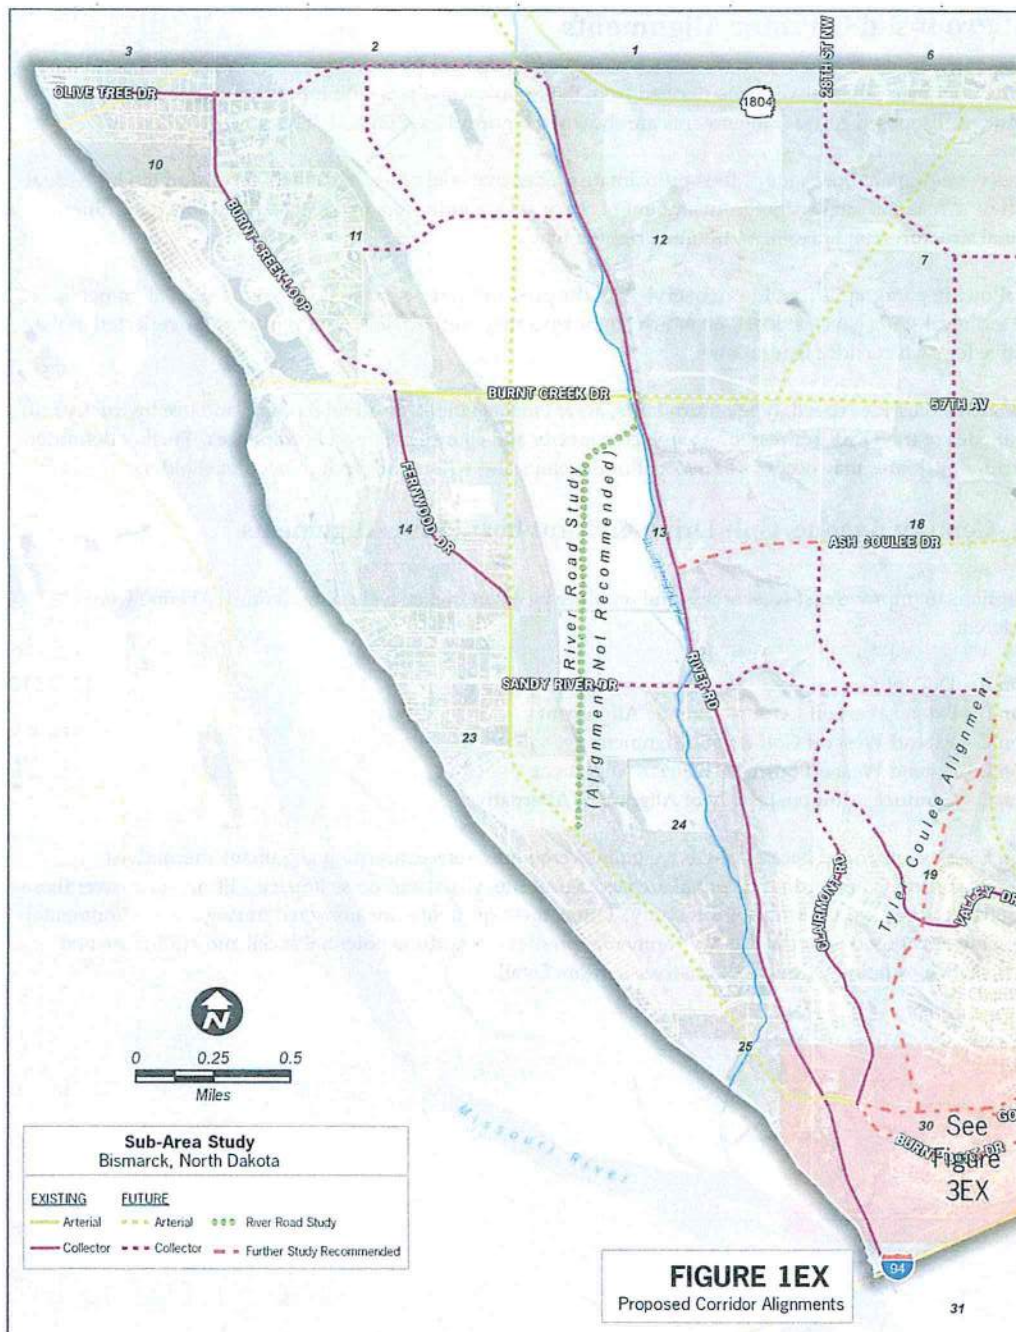 3
2
1
6
28TH ST NW
OLIVE TREE DR
1804
10
BURNT CREEK LOOP
11
12
7
BURNT CREEK DR
57TH AV
FERNWOOD DR
14
River Road Study
(Alignment Not Recommended)
13
18
ASH COULEE DR
SANDY RIVER DR
RIVER RD
23
24
Tyler Coulee Alignment
19
CLAIRMONT RD
VALLEY DR
N
0 0.25 0.5
Miles
25
Missouri River
30
See
Figure
3EX
Sub-Area Study
Bismarck, North Dakota
EXISTING FUTURE
Arterial Arterial River Road Study
Collector Collector Further Study Recommended
94
FIGURE 1EX
Proposed Corridor Alignments
31